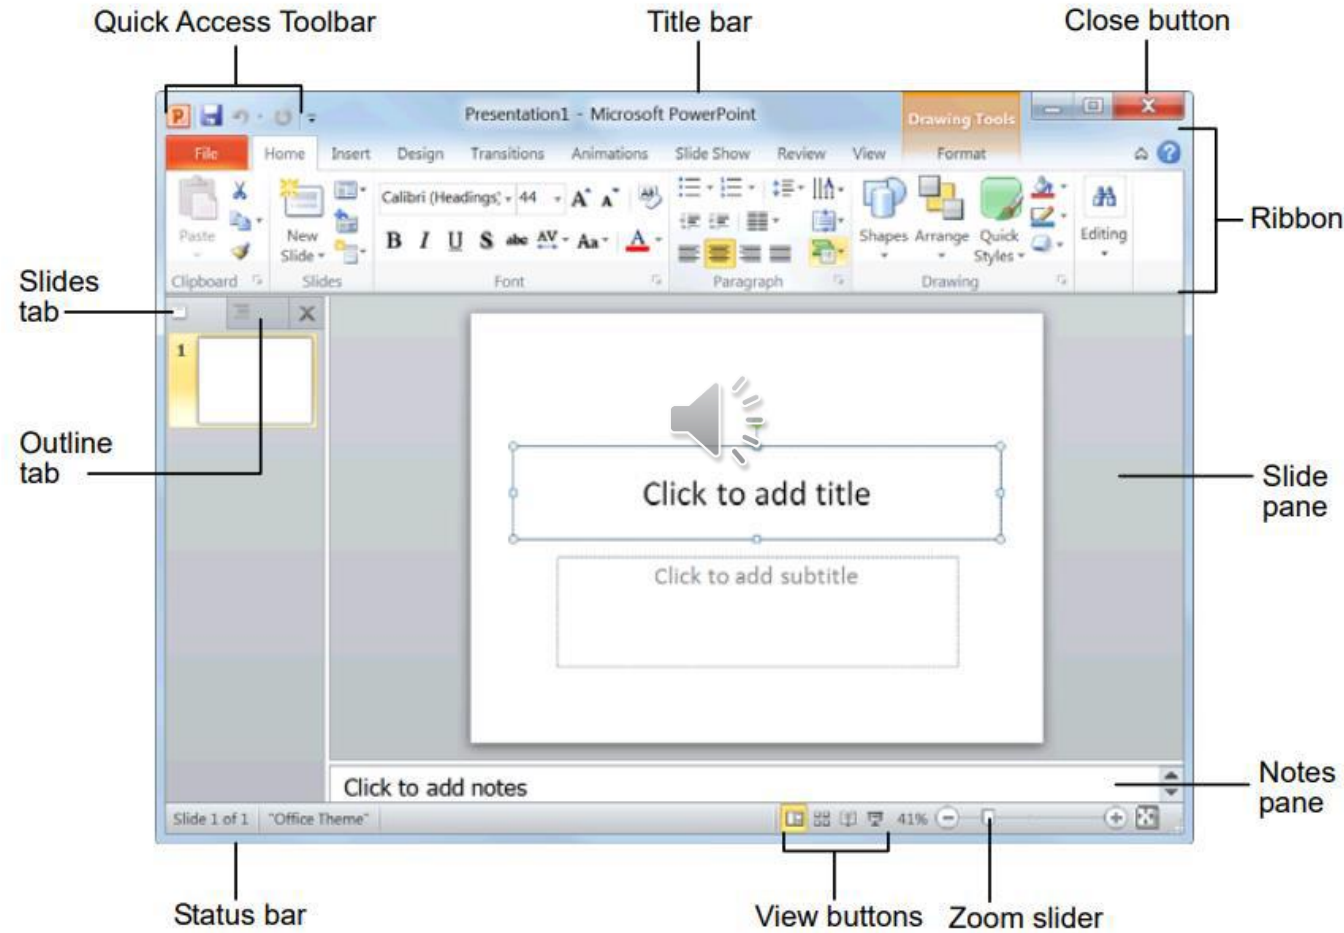 Quick Access Toolbar
Title bar
Close button
P
Presentation1 - Microsoft PowerPoint
Drawing Tools
X
File Home Insert Design Transitions Animations Slide Show Review View Format
?
Calibri (Headings) 44 A A Aa
Paste
New
Slide
B I U S abc AV Aa A
Shapes Arrange Quick
Styles
Editing
Clipboard Slides Font Paragraph Drawing
Ribbon
Slides
tab
1
Outline
tab
Click to add title
Click to add subtitle
Slide
pane
Click to add notes
Notes
pane
Slide 1 of 1 "Office Theme" 41%
Status bar
View buttons
Zoom slider